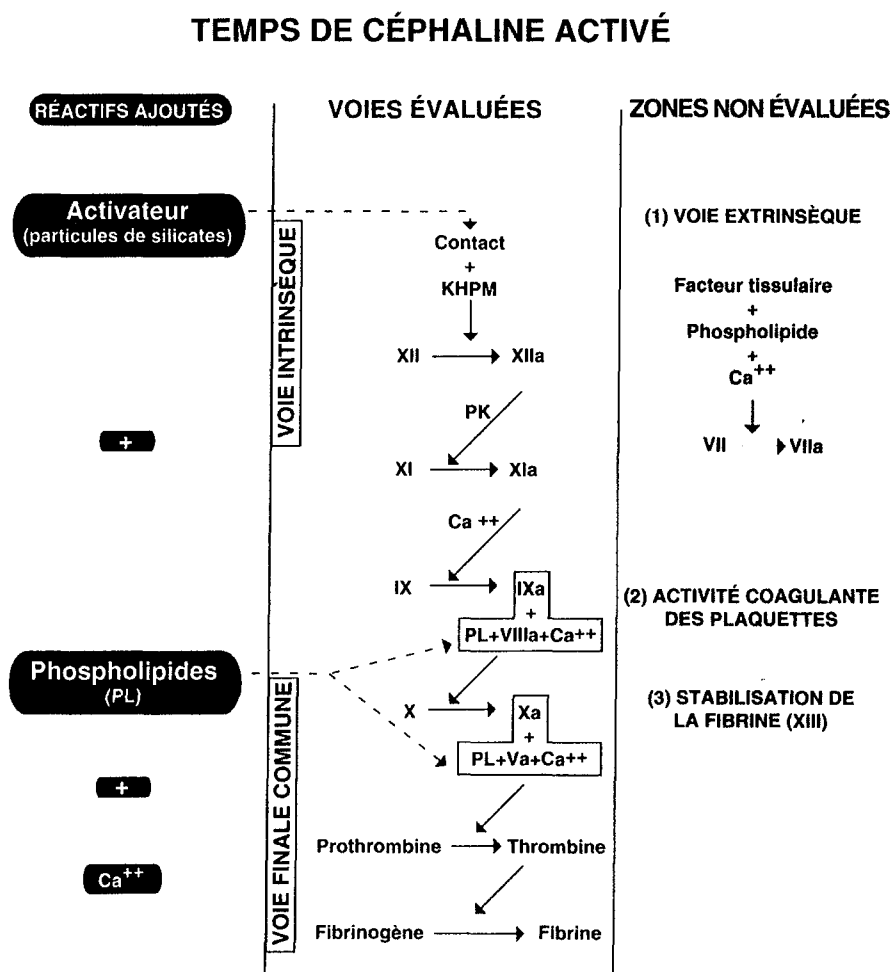 TEMPS DE CÉPHALINE ACTIVÉ
RÉACTIFS AJOUTÉS
VOIES ÉVALUÉES
ZONES NON ÉVALUÉES
Activateur
(particules de silicates)
+
Phospholipides
(PL)
+
Ca++
VOIE INTRINSEQUE
VOIE FINALE COMMUNE
Contact
+
KHPM
XII XIIa
PK
XI XIa
Ca ++
IX IXa
+
PL+VIIIa+Ca++
X Xa
+
PL+Va+Ca++
Prothrombine Thrombine
Fibrinogène Fibrine
(1) VOIE EXTRINSÈQUE
Facteur tissulaire
+
Phospholipide
+
Ca++
VII VIIa
(2) ACTIVITÉ COAGULANTE
DES PLAQUETTES
(3) STABILISATION DE
LA FIBRINE (XIII)